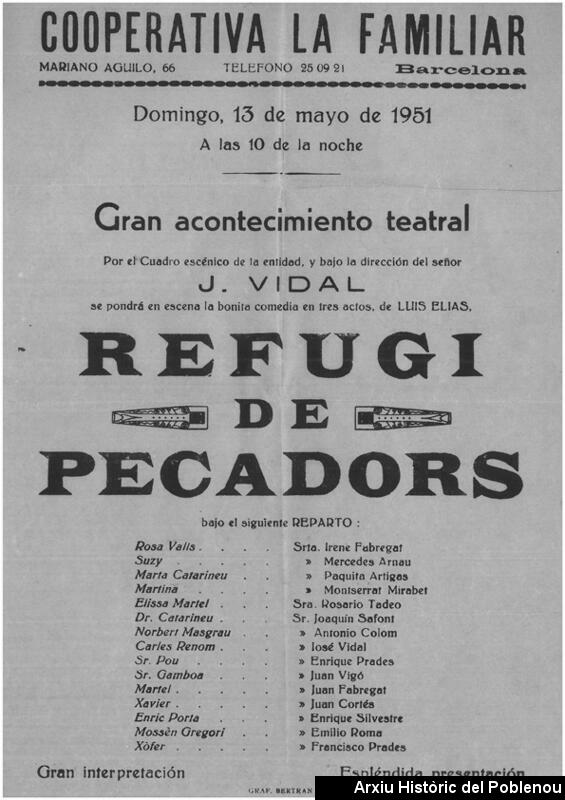 COOPERATIVA LA FAMILIAR
MARIANO AGUILO, 66 TELEFONO 25 09 21 Barcelona
Domingo, 13 de mayo de 1951
A las 10 de la noche
Gran acontecimiento teatral
Por el Cuadro escénico de la entidad, y bajo la dirección del señor
J. VIDAL
se pondrá en escena la bonita comedia en tres actos, de LUIS ELIAS,
REFUGI
DE
PECADORS
bajo el siguiente REPARTO :
Rosa Valls . . . . Srta. Irene Fabregat
Suzy . . . . » Mercedes Arnau
Marta Catarineu . . » Paquita Artigas
Martina . . . . » Montserrat Mirabet
Elissa Martel . . . Sra. Rosario Tadeo
Dr. Catarineu . . . Sr. Joaquín Safont
Norbert Masgrau . . » Antonio Colom
Carles Renom . . . » José Vidal
Sr. Pou . . . . » Enrique Prades
Sr. Gamboa . . . » Juan Vigó
Martel . . . . » Juan Fabregat
Xavier . . . . » Juan Cortés
Enric Porta . . . » Enrique Silvestre
Mossèn Gregori . . » Emilio Roma
Xòfer . . . . » Francisco Prades
Gran interpretación Espléndida presentación
GRAF. BERTRAN
Arxiu Històric del Poblenou